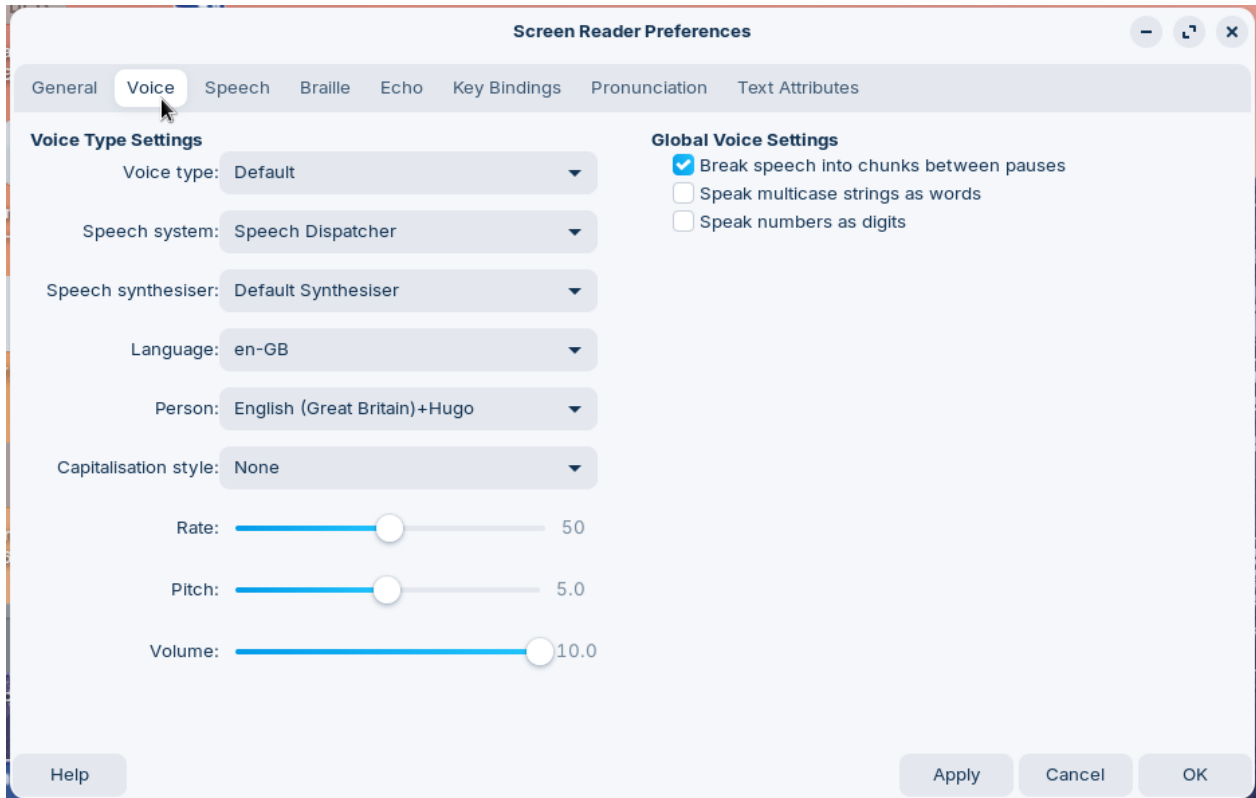 Screen Reader Preferences
General Voice Speech Braille Echo Key Bindings Pronunciation Text Attributes
Voice Type Settings
Voice type: Default
Speech system: Speech Dispatcher
Speech synthesiser: Default Synthesiser
Language: en-GB
Person: English (Great Britain)+Hugo
Capitalisation style: None
Rate: 50
Pitch: 5.0
Volume: 10.0
Global Voice Settings
Break speech into chunks between pauses
Speak multicase strings as words
Speak numbers as digits
Help Apply Cancel OK